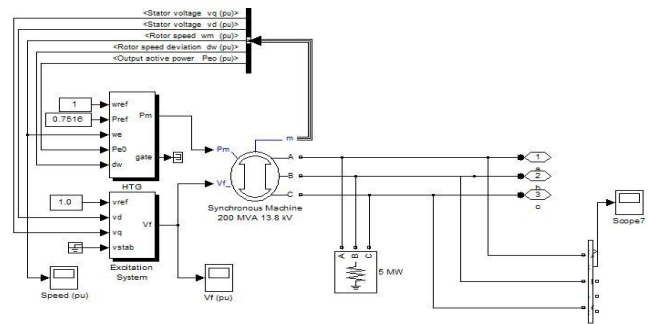 <Stator voltage vq (pu)>
<Stator voltage vd (pu)>
<Rotor speed wm (pu)>
<Rotor speed deviation dw (pu)>
<Output active power Peo (pu)>
1
wref
0.7516
Pref
Pm
we
Pe0
gate
dw
HTG
1.0
vref
vd
Vf
vq
vstab
Excitation
System
Speed (pu)
Vf (pu)
m
Pm
Vf_
A
B
C
Synchronous Machine
200 MVA 13.8 kV
A B C
5 MW
1
2
3
c
Scope7